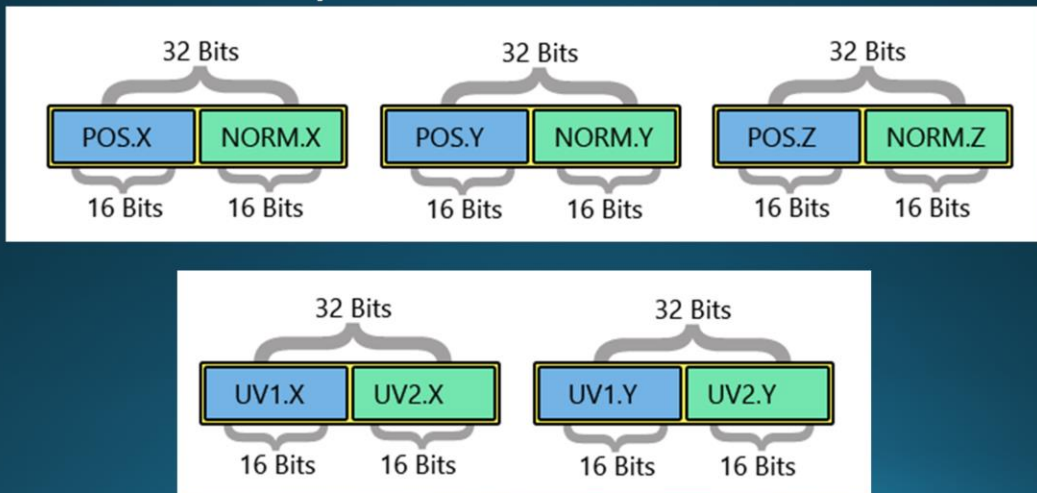 32 Bits 32 Bits 32 Bits
POS.X NORM.X POS.Y NORM.Y POS.Z NORM.Z
16 Bits 16 Bits 16 Bits 16 Bits 16 Bits 16 Bits
32 Bits 32 Bits
UV1.X UV2.X UV1.Y UV2.Y
16 Bits 16 Bits 16 Bits 16 Bits